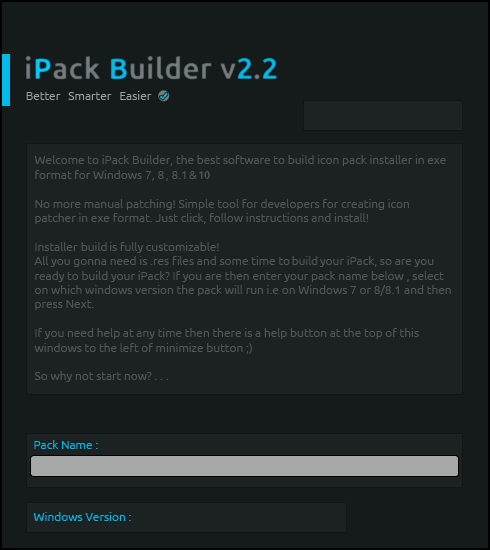 iPack Builder v2.2
Better Smarter Easier
Welcome to iPack Builder, the best software to build icon pack installer in exe
format for Windows 7, 8 , 8.1 & 10
No more manual patching! Simple tool for developers for creating icon
patcher in exe format. Just click, follow instructions and install!
Installer build is fully customizable!
All you gonna need is .res files and some time to build your iPack, so are you
ready to build your iPack? If you are then enter your pack name below , select
on which windows version the pack will run i.e on Windows 7 or 8/8.1 and then
press Next.
If you need help at any time then there is a help button at the top of this
windows to the left of minimize button ;)
So why not start now? . . .
Pack Name :
Windows Version :